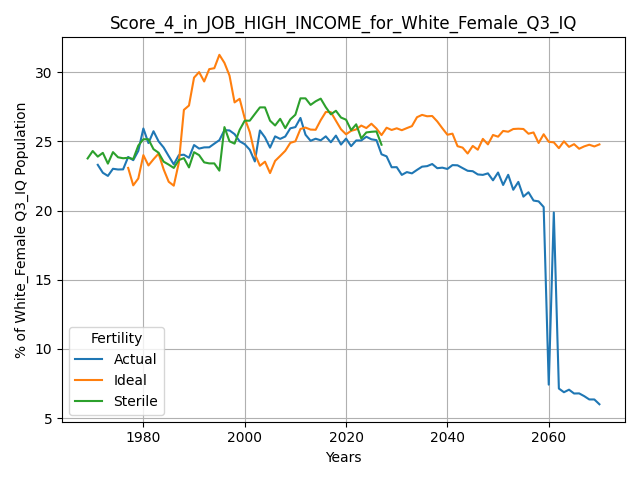 Score_4_in_JOB_HIGH_INCOME_for_White_Female_Q3_IQ
% of White_Female Q3_IQ Population
30
25
20
15
10
5
Fertility
Actual
Ideal
Sterile
1980
2000
2020
2040
2060
Years